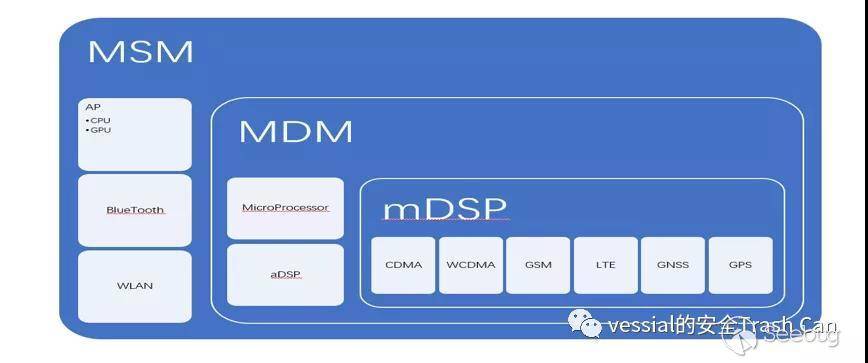 MSM
AP
•CPU
•GPU
BlueTooth
WLAN
MDM
MicroProcessor
aDSP
mDSP
CDMA
WCDMA
GSM
LTE
GNSS
GPS
vessial的安全Trash Can
Seebug